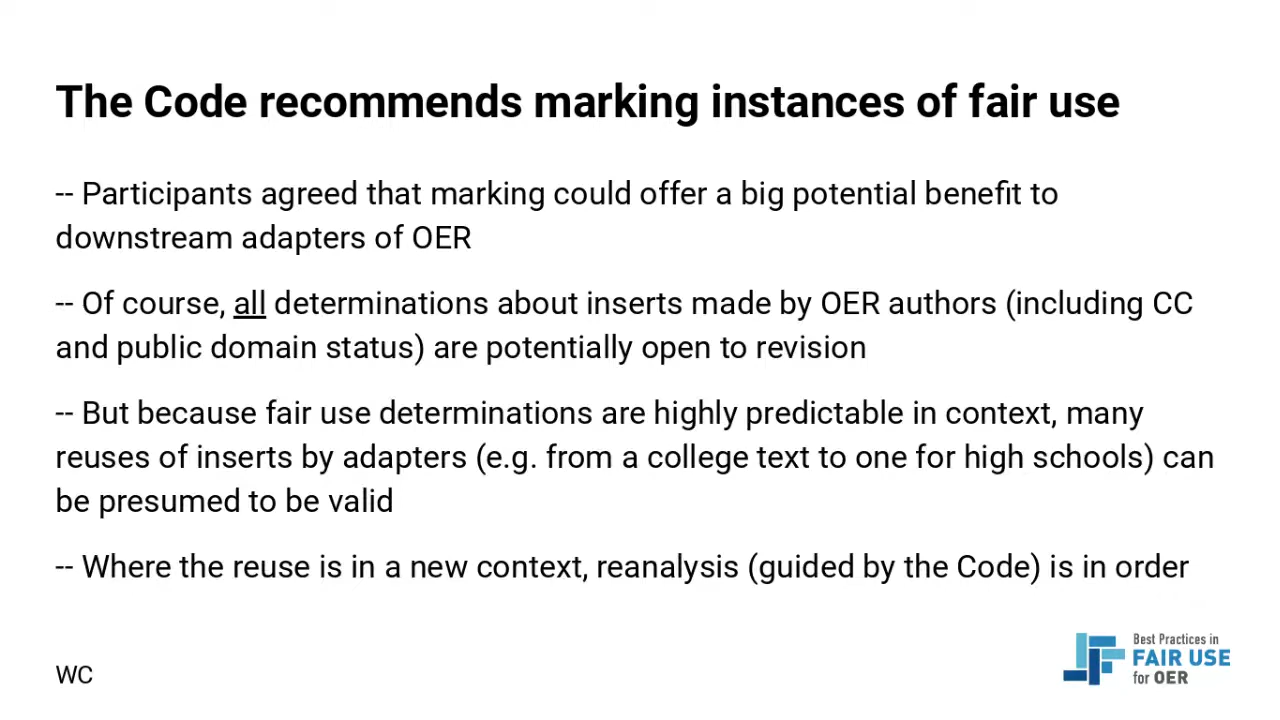 The Code recommends marking instances of fair use
-- Participants agreed that marking could offer a big potential benefit to
downstream adapters of OER
-- Of course, all determinations about inserts made by OER authors (including CC
and public domain status) are potentially open to revision
-- But because fair use determinations are highly predictable in context, many
reuses of inserts by adapters (e.g. from a college text to one for high schools) can
be presumed to be valid
-- Where the reuse is in a new context, reanalysis (guided by the Code) is in order
WC
Best Practices in
FAIR USE
for OER